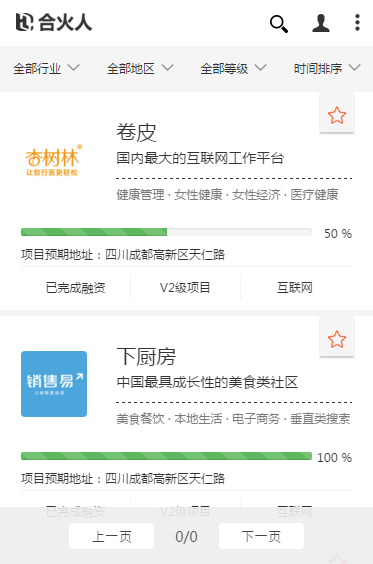 合火人
全部行业 全部地区 全部等级 时间排序
卷皮
国内最大的互联网工作平台
杏树林
让您行医更轻松
健康管理 · 女性健康 · 女性经济 · 医疗健康
50 %
项目预期地址：四川成都高新区天仁路
已完成融资 V2级项目 互联网
下厨房
中国最具成长性的美食类社区
销售易
美食餐饮 · 本地生活 · 电子商务 · 垂直类搜索
100 %
项目预期地址：四川成都高新区天仁路
已完成融资 V2级项目 互联网
上一页 0/0 下一页